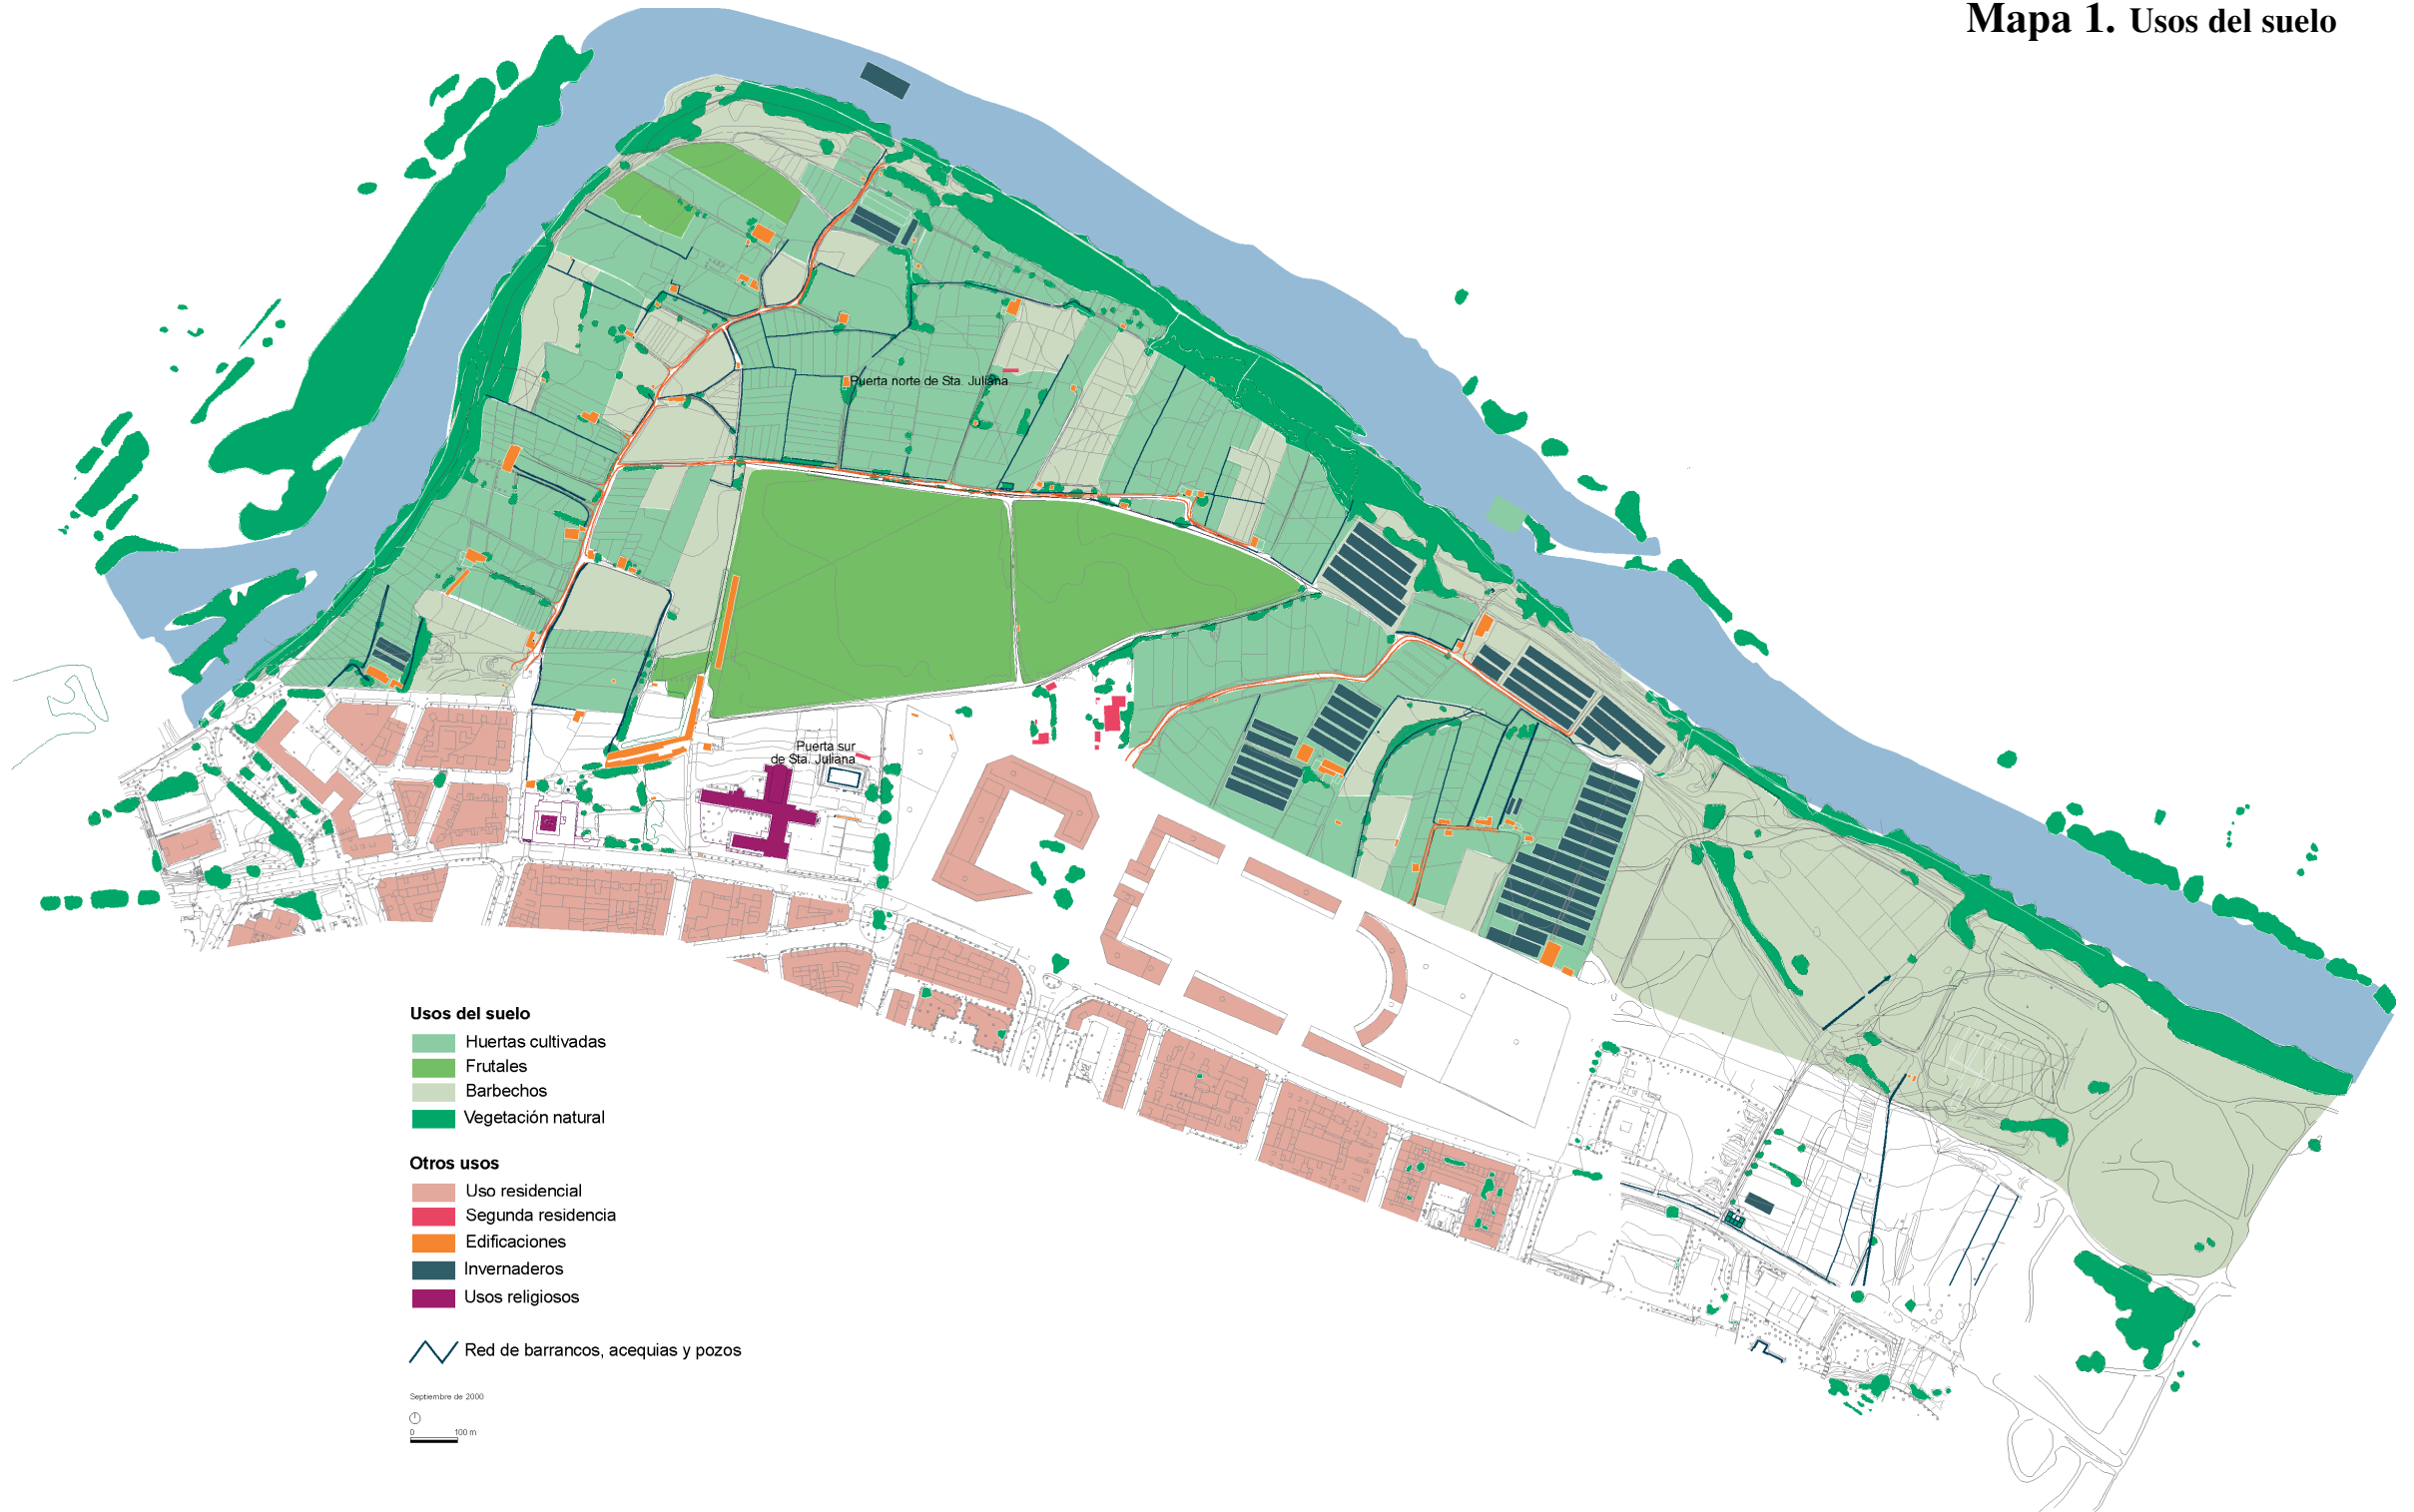 Mapa 1. Usos del suelo
Puerta norte de Sta. Juliana
Puerta sur
de Sta. Juliana
Usos del suelo
Huertas cultivadas
Frutales
Barbechos
Vegetación natural
Otros usos
Uso residencial
Segunda residencia
Edificaciones
Invernaderos
Usos religiosos
Red de barrancos, acequias y pozos
Septiembre de 2000
0 100 m